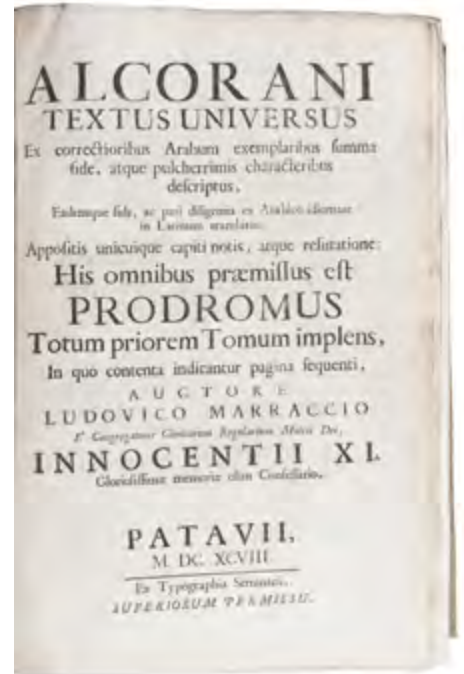 ALCORANI
TEXTUS UNIVERSUS
Ex correctioribus Arabum exemplaribus summa
fide, atque pulcherrimis characteribus
descriptus,
Eademque fide, ac pari diligentia ex Arabico idiomate
in Latinum translatus;
Appositis unicuique capiti notis, atque refutatione:
His omnibus præmissus est
PRODROMUS
Totum priorem Tomum implens,
In quo contenta indicantur pagina sequenti,
AUCTORE
LUDOVICO MARRACCIO
E' Congregatione Clericorum Regularium Matris Dei,
INNOCENTII XI.
Gloriosissimæ memoriæ olim Confessario.
PATAVII,
M. DC. XCVIII.
Ex Typographia Seminarii.
SUPERIORUM PERMISSU.